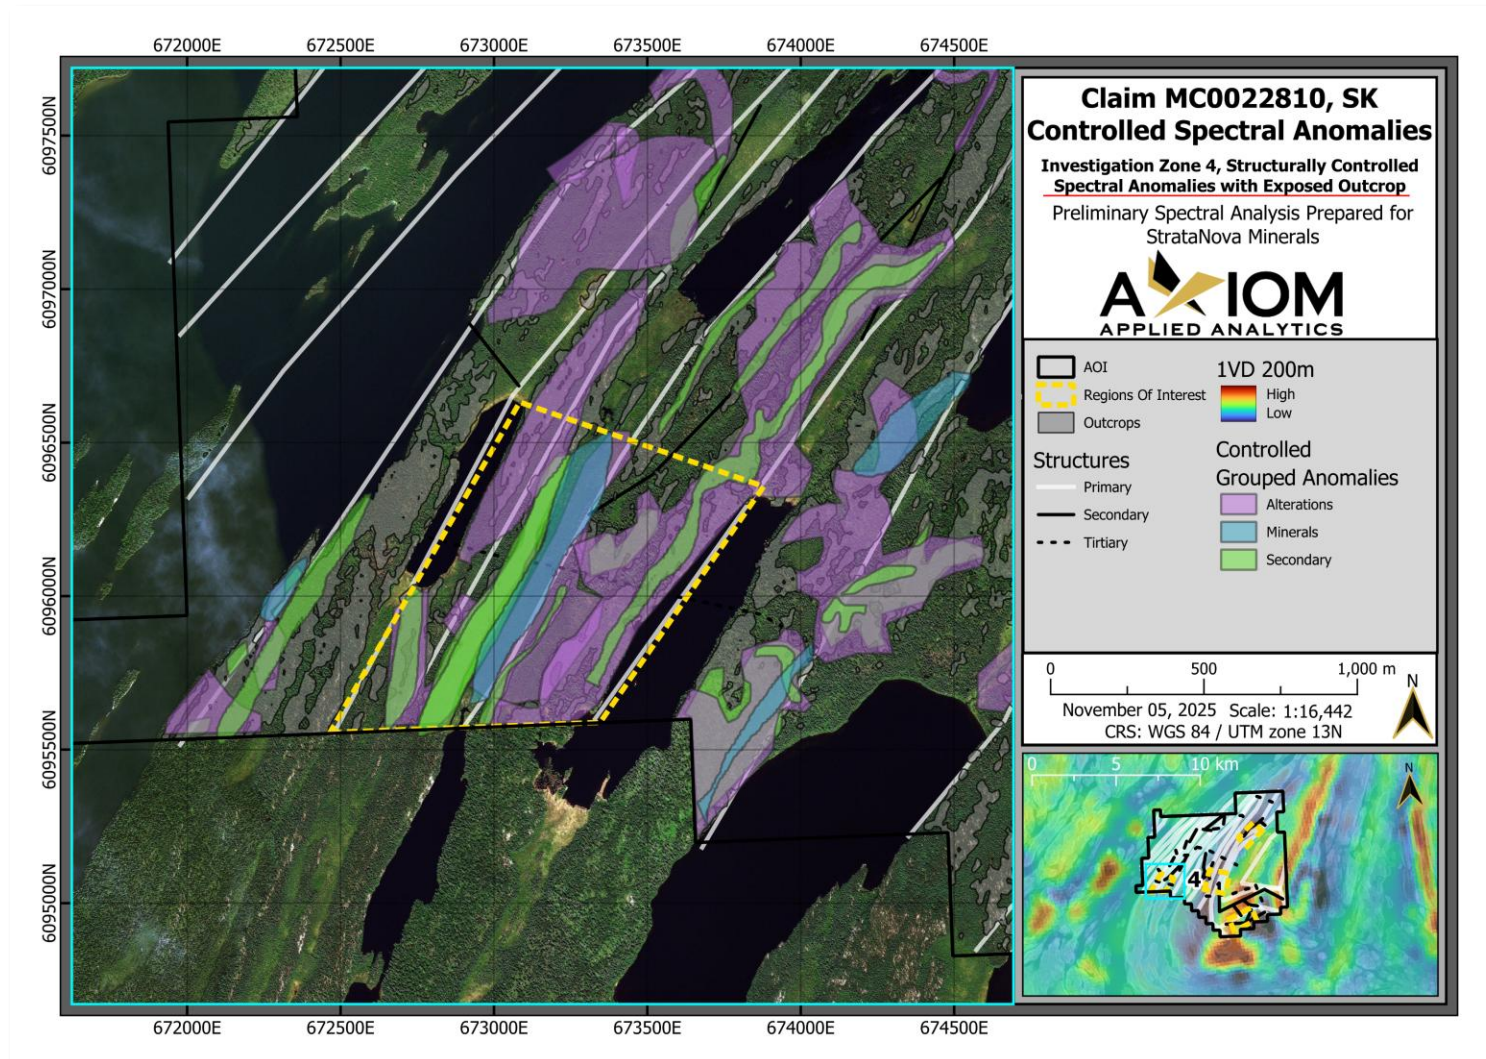 672000E 672500E 673000E 673500E 674000E 674500E
6097500N
6097000N
6096500N
6096000N
6095500N
6095000N
672000E 672500E 673000E 673500E 674000E 674500E
Claim MC0022810, SK
Controlled Spectral Anomalies
Investigation Zone 4, Structurally Controlled
Spectral Anomalies with Exposed Outcrop
Preliminary Spectral Analysis Prepared for
StrataNova Minerals
AXIOM
APPLIED ANALYTICS
AOI
Regions Of Interest
Outcrops
Structures
Primary
Secondary
Tirtiary
1VD 200m
High
Low
Controlled
Grouped Anomalies
Alterations
Minerals
Secondary
0 500 1,000 m
N
November 05, 2025 Scale: 1:16,442
CRS: WGS 84 / UTM zone 13N
0 5 10 km
N
4